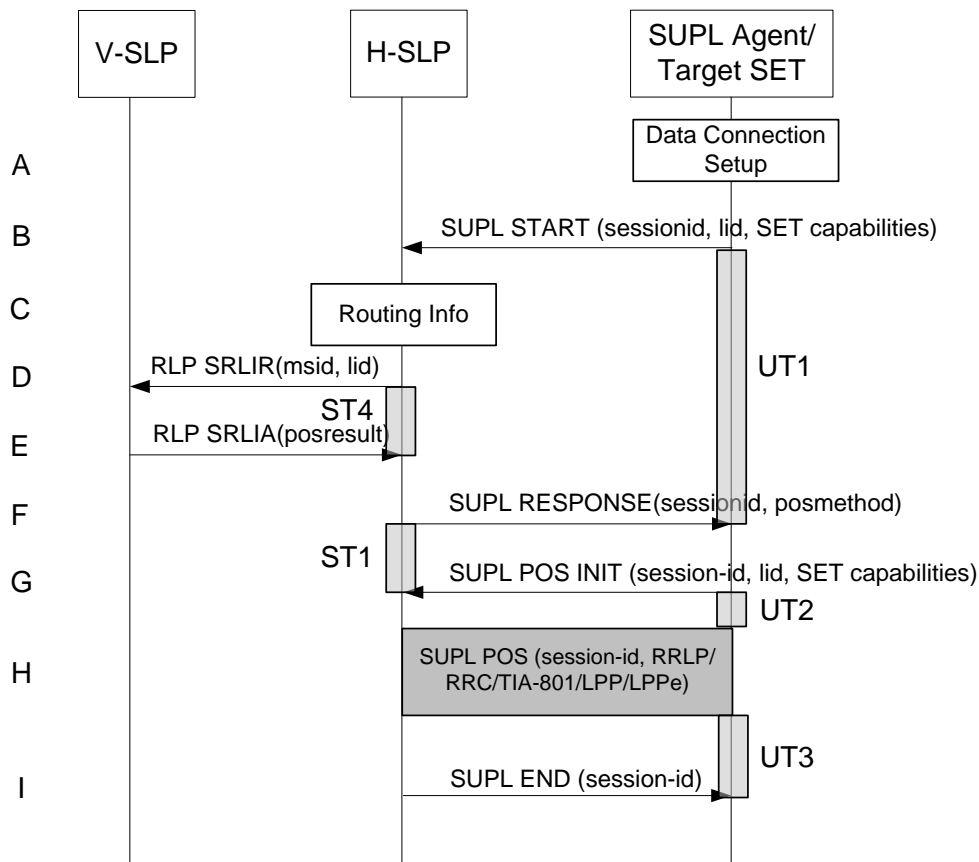 V-SLP
H-SLP
SUPL Agent/
Target SET
Data Connection
Setup
A
B
SUPL START (sessionid, lid, SET capabilities)
C
Routing Info
D
RLP SRLIR(msid, lid)
UT1
ST4
E
RLP SRLIA(posresult)
F
SUPL RESPONSE(sessionid, posmethod)
ST1
G
SUPL POS INIT (session-id, lid, SET capabilities)
UT2
H
SUPL POS (session-id, RRLP/
RRC/TIA-801/LPP/LPPe)
UT3
I
SUPL END (session-id)